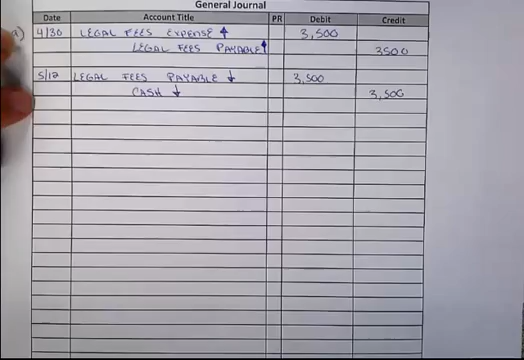 General Journal
Date Account Title PR Debit Credit
a) 4/30 LEGAL FEES EXPENSE ↑ 3,500
LEGAL FEES PAYABLE ↑ 3500
5/12 LEGAL FEES PAYABLE ↓ 3,500
CASH ↓ 3,500